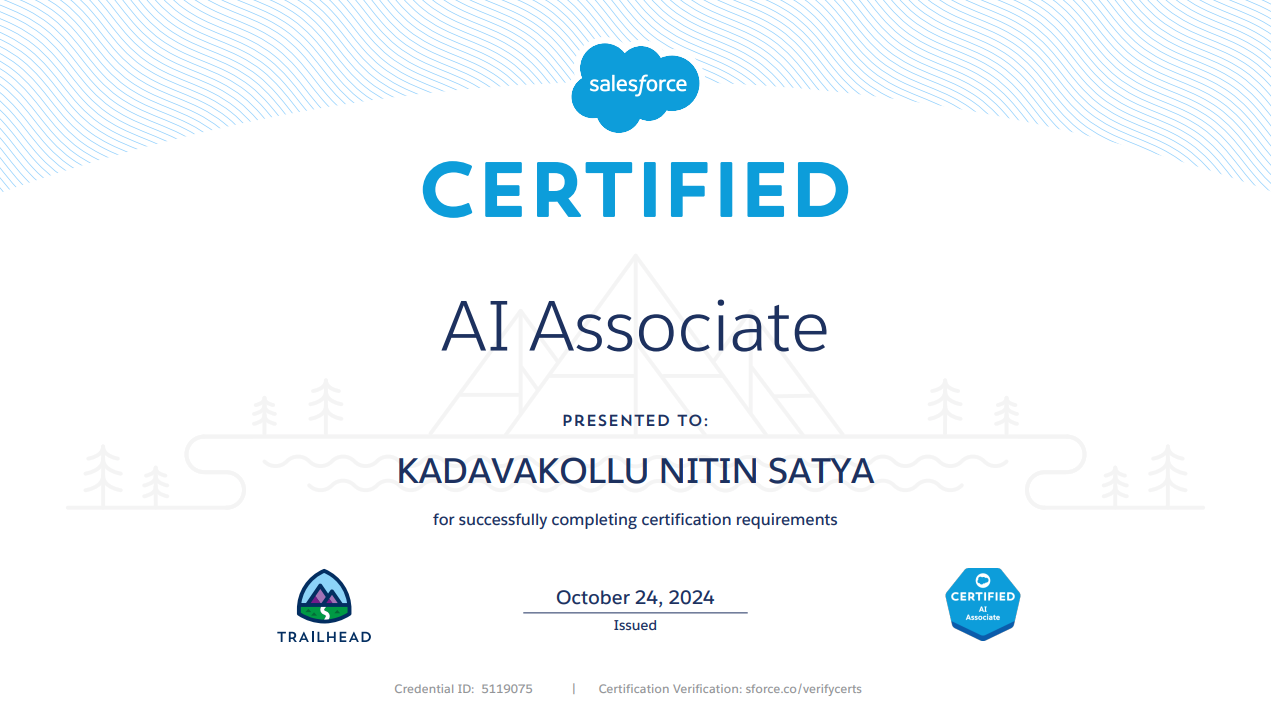 salesforce
CERTIFIED
AI Associate
PRESENTED TO:
KADAVAKOLLU NITIN SATYA
for successfully completing certification requirements
October 24, 2024
Issued
TRAILHEAD
CERTIFIED
AI
Associate
Credential ID: 5119075 | Certification Verification: sforce.co/verifycerts